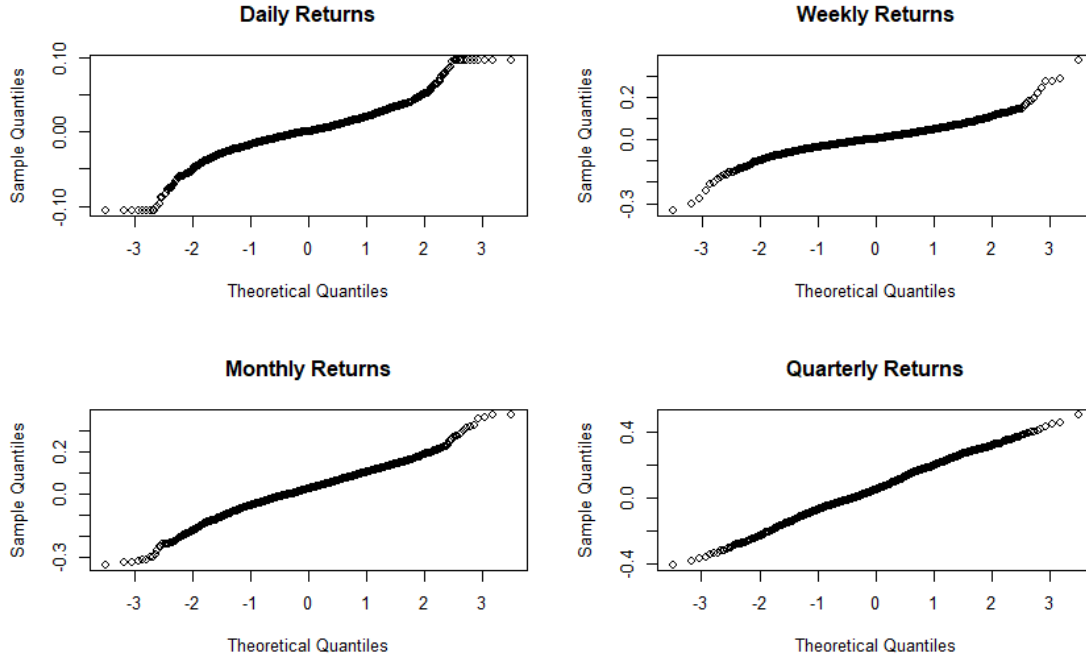 Daily Returns
Sample Quantiles
0.10
0.00
-0.10
-3 -2 -1 0 1 2 3
Theoretical Quantiles
Weekly Returns
Sample Quantiles
0.2
0.0
-0.3
-3 -2 -1 0 1 2 3
Theoretical Quantiles
Monthly Returns
Sample Quantiles
0.2
0.0
-0.3
-3 -2 -1 0 1 2 3
Theoretical Quantiles
Quarterly Returns
Sample Quantiles
0.4
0.0
-0.4
-3 -2 -1 0 1 2 3
Theoretical Quantiles